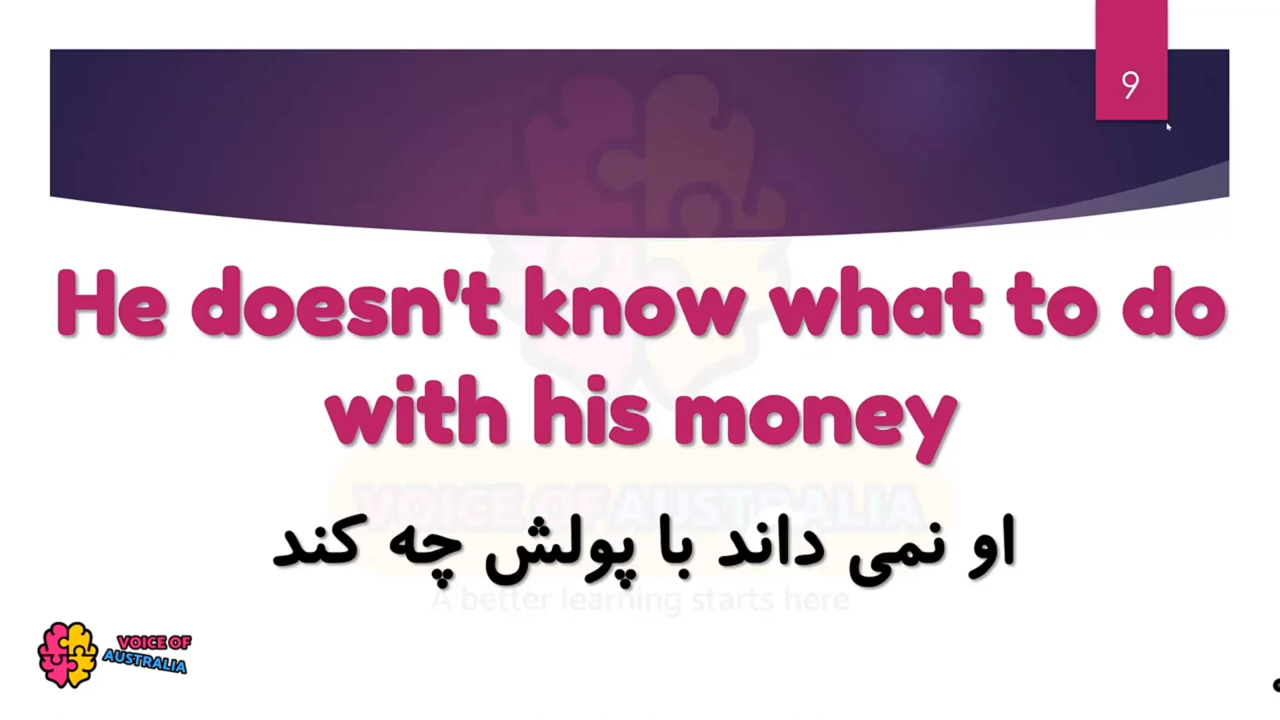 9
He doesn't know what to do
with his money
او نمی داند با پولش چه کند
VOICE OF AUSTRALIA
A better learning starts here
VOICE OF
AUSTRALIA